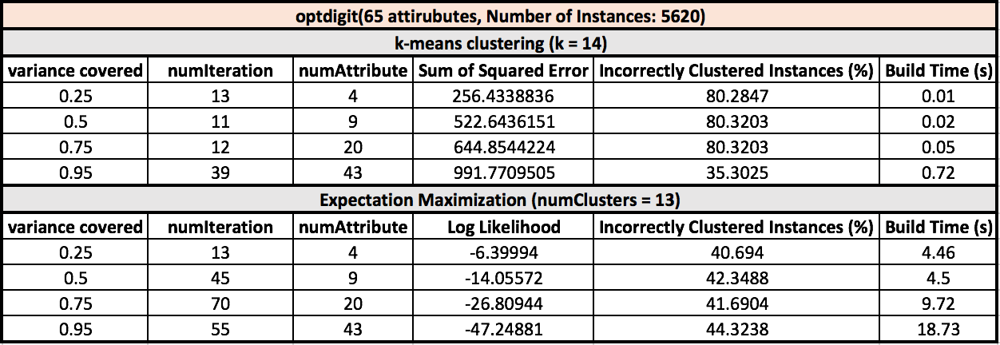 optdigit(65 attirubutes, Number of Instances: 5620)
k-means clustering (k = 14)
variance covered numIteration numAttribute Sum of Squared Error Incorrectly Clustered Instances (%) Build Time (s)
0.25 13 4 256.4338836 80.2847 0.01
0.5 11 9 522.6436151 80.3203 0.02
0.75 12 20 644.8544224 80.3203 0.05
0.95 39 43 991.7709505 35.3025 0.72
Expectation Maximization (numClusters = 13)
variance covered numIteration numAttribute Log Likelihood Incorrectly Clustered Instances (%) Build Time (s)
0.25 13 4 -6.39994 40.694 4.46
0.5 45 9 -14.05572 42.3488 4.5
0.75 70 20 -26.80944 41.6904 9.72
0.95 55 43 -47.24881 44.3238 18.73